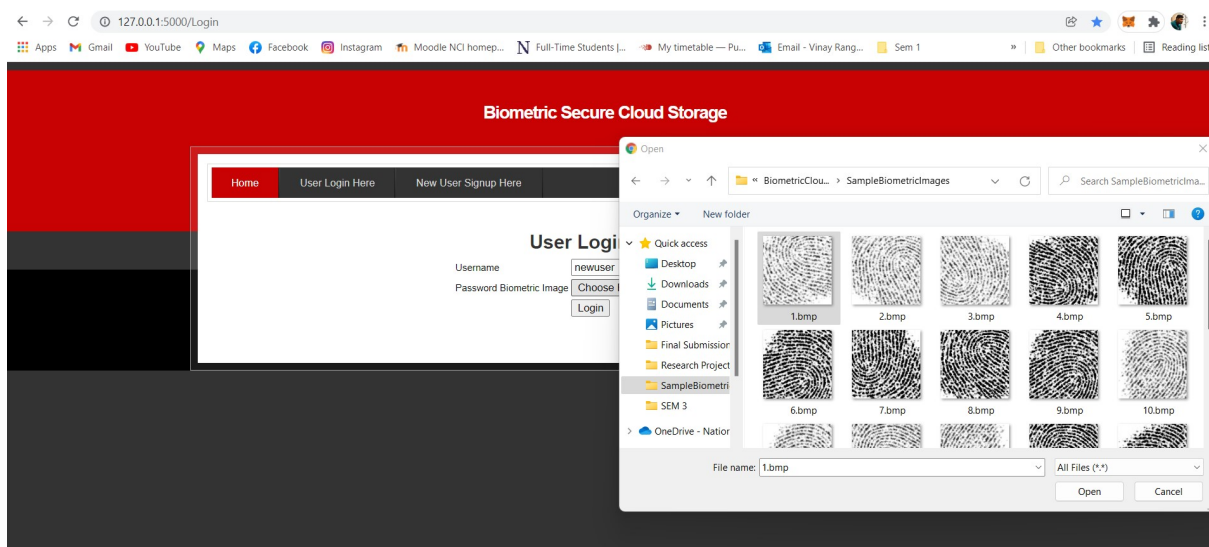 127.0.0.1:5000/Login
Apps Gmail YouTube Maps Facebook Instagram Moodle NCI homep... Full-Time Students |... My timetable — Pu... Email - Vinay Rang... Sem 1 » Other bookmarks Reading list
Biometric Secure Cloud Storage
Home User Login Here New User Signup Here
User Logi
Username newuser
Password Biometric Image Choose
Login
Open
« BiometricClou... › SampleBiometricImages Search SampleBiometricIma...
Organize New folder
Quick access
Desktop
Downloads
Documents
Pictures
Final Submission
Research Project
SampleBiometri
SEM 3
OneDrive - Nation
1.bmp 2.bmp 3.bmp 4.bmp 5.bmp
6.bmp 7.bmp 8.bmp 9.bmp 10.bmp
File name: 1.bmp All Files (*.*)
Open Cancel